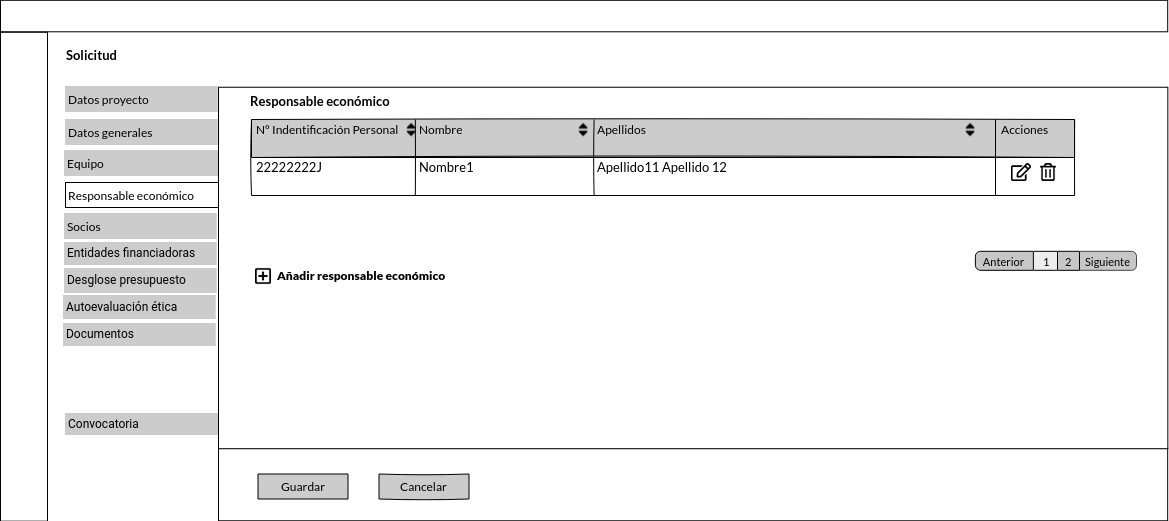 Solicitud
Datos proyecto
Datos generales
Equipo
Responsable económico
Socios
Entidades financiadoras
Desglose presupuesto
Autoevaluación ética
Documentos
Convocatoria
Responsable económico
Nº Indentificación Personal Nombre Apellidos Acciones
22222222J Nombre1 Apellido11 Apellido 12
Anterior 1 2 Siguiente
Añadir responsable económico
Guardar Cancelar